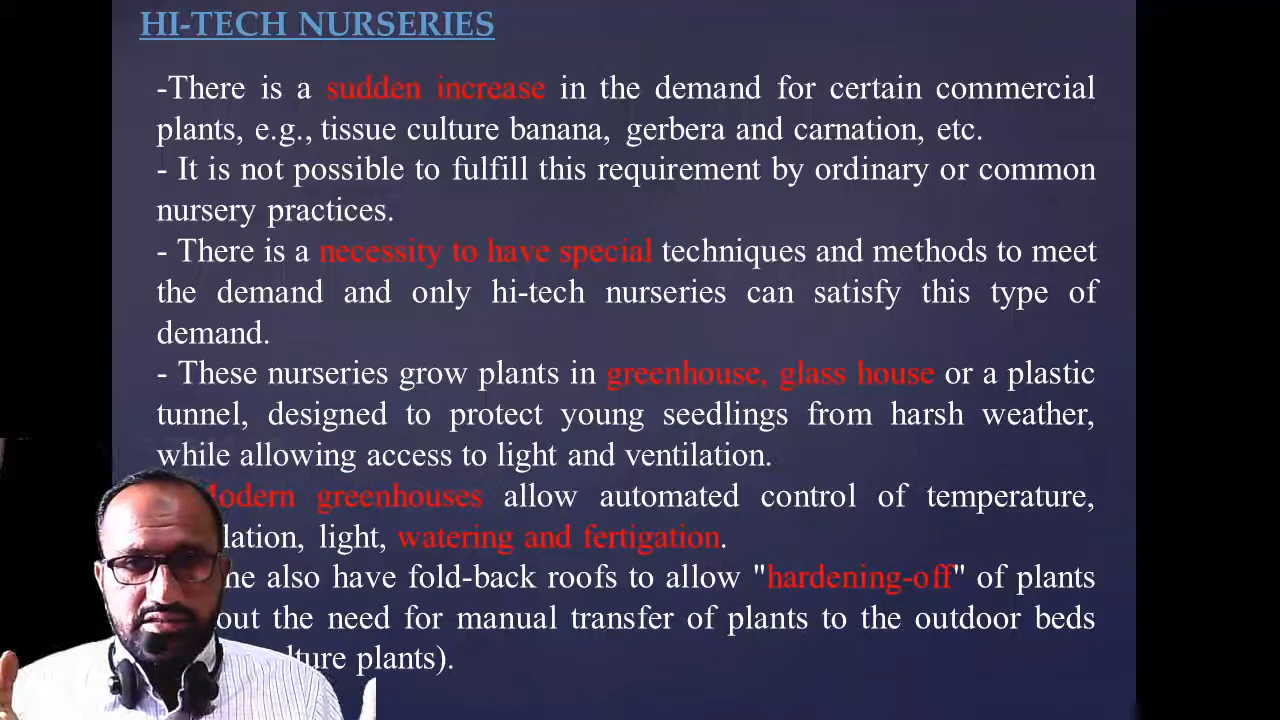 HI-TECH NURSERIES
-There is a sudden increase in the demand for certain commercial
plants, e.g., tissue culture banana, gerbera and carnation, etc.
- It is not possible to fulfill this requirement by ordinary or common
nursery practices.
- There is a necessity to have special techniques and methods to meet
the demand and only hi-tech nurseries can satisfy this type of
demand.
- These nurseries grow plants in greenhouse, glass house or a plastic
tunnel, designed to protect young seedlings from harsh weather,
while allowing access to light and ventilation.
Modern greenhouses allow automated control of temperature,
light, watering and fertigation.
also have fold-back roofs to allow "hardening-off" of plants
the need for manual transfer of plants to the outdoor beds
plants).